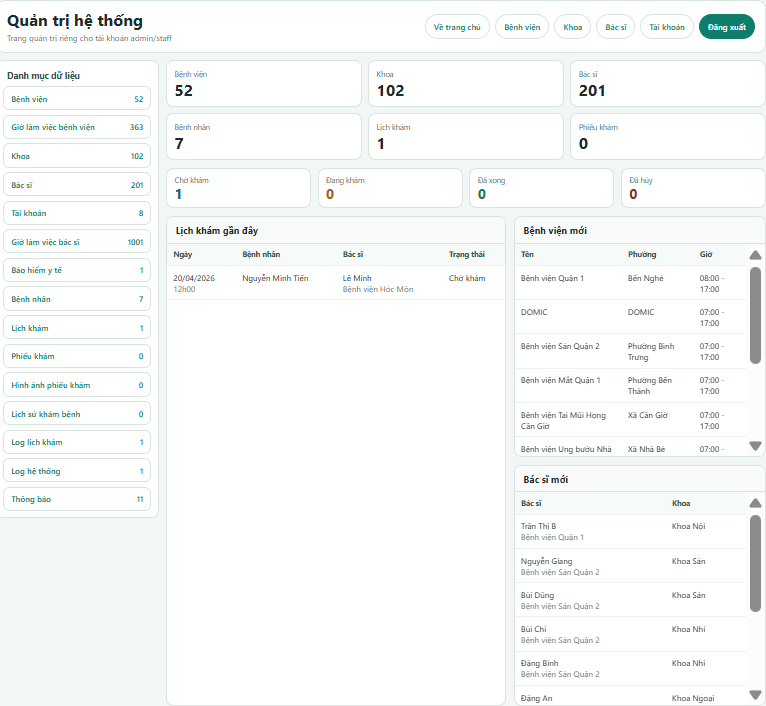 Quản trị hệ thống
Trang quản trị riêng cho tài khoản admin/staff
Về trang chủ
Bệnh viện
Khoa
Bác sĩ
Tài khoản
Đăng xuất
Danh mục dữ liệu
Bệnh viện 52
Giờ làm việc bệnh viện 363
Khoa 102
Bác sĩ 201
Tài khoản 8
Giờ làm việc bác sĩ 1001
Bảo hiểm y tế 1
Bệnh nhân 7
Lịch khám 1
Phiếu khám 0
Hình ảnh phiếu khám 0
Lịch sử khám bệnh 0
Log lịch khám 1
Log hệ thống 1
Thông báo 11
Bệnh viện
52
Khoa
102
Bác sĩ
201
Bệnh nhân
7
Lịch khám
1
Phiếu khám
0
Chờ khám
1
Đang khám
0
Đã xong
0
Đã hủy
0
Lịch khám gần đây
Ngày Bệnh nhân Bác sĩ Trạng thái
20/04/2026 Nguyễn Minh Tiến Lê Minh Chờ khám
12h00 Bệnh viện Hóc Môn
Bệnh viện mới
Tên Phường Giờ
Bệnh viện Quận 1 Bến Nghé 08:00 -
17:00
DOMIC DOMIC 07:00 -
17:00
Bệnh viện Sản Quận 2 Phường Bình 07:00 -
Trưng 17:00
Bệnh viện Mắt Quận 1 Phường Bến 07:00 -
Thành 17:00
Bệnh viện Tai Mũi Họng Xã Cần Giờ 07:00 -
Cần Giờ 17:00
Bệnh viện Ung bướu Nhà Xã Nhà Bè 07:00 -
Bác sĩ mới
Bác sĩ Khoa
Trần Thị B Khoa Nội
Bệnh viện Quận 1
Nguyễn Giang Khoa Sản
Bệnh viện Sản Quận 2
Bùi Dũng Khoa Sản
Bệnh viện Sản Quận 2
Bùi Chi Khoa Nhi
Bệnh viện Sản Quận 2
Đặng Bình Khoa Nhi
Bệnh viện Sản Quận 2
Đặng An Khoa Ngoại